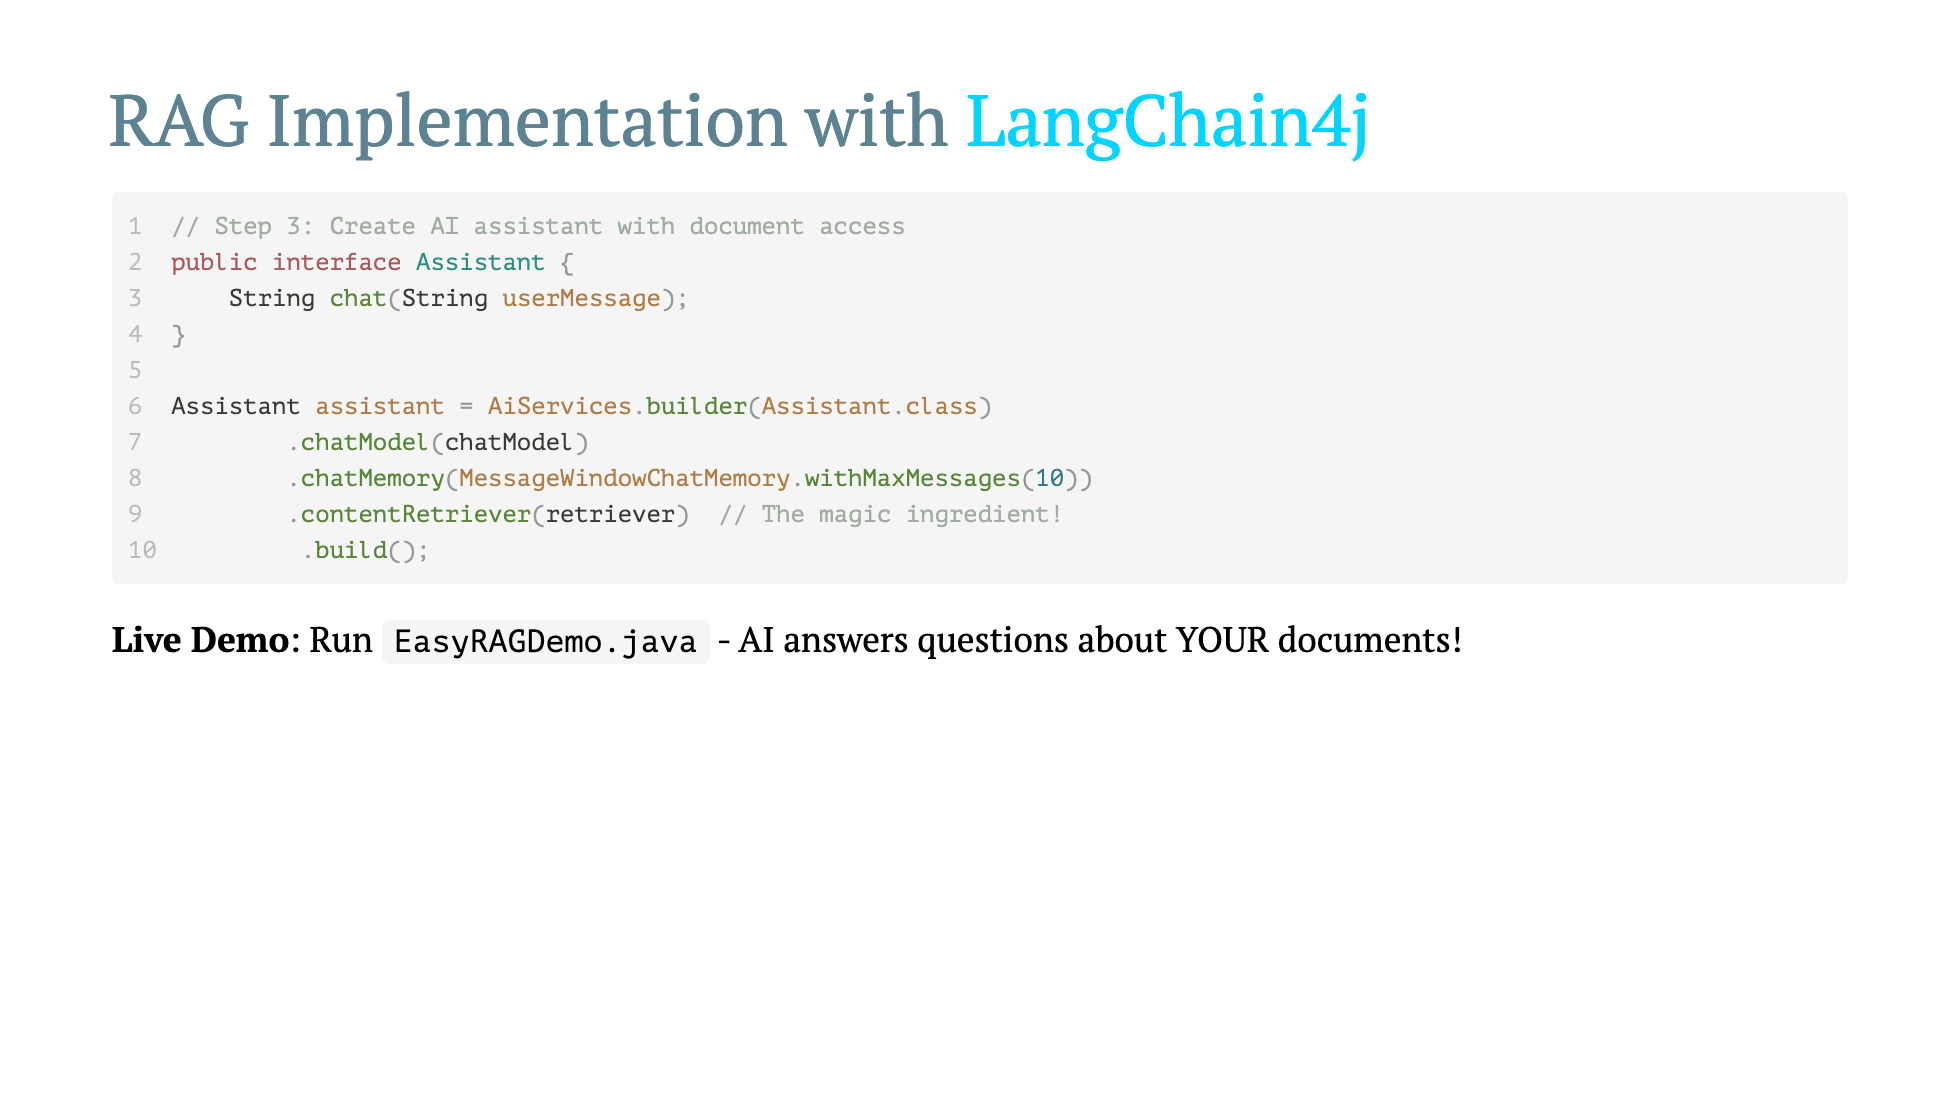 RAG Implementation with LangChain4j
1 // Step 3: Create AI assistant with document access
2 public interface Assistant {
3     String chat(String userMessage);
4 }
5
6 Assistant assistant = AiServices.builder(Assistant.class)
7         .chatModel(chatModel)
8         .chatMemory(MessageWindowChatMemory.withMaxMessages(10))
9         .contentRetriever(retriever)  // The magic ingredient!
10         .build();
Live Demo: Run EasyRAGDemo.java - AI answers questions about YOUR documents!